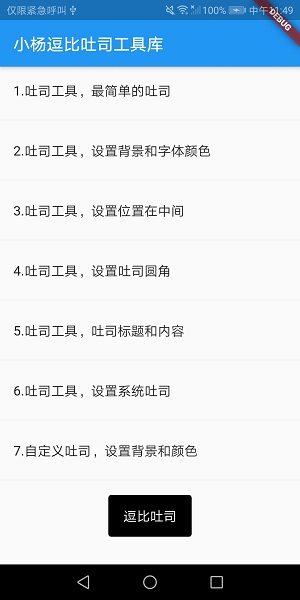 仅限紧急呼叫 100% 中午11:49
DEBUG
小杨逗比吐司工具库
1.吐司工具，最简单的吐司
2.吐司工具，设置背景和字体颜色
3.吐司工具，设置位置在中间
4.吐司工具，设置吐司圆角
5.吐司工具，吐司标题和内容
6.吐司工具，设置系统吐司
7.自定义吐司，设置背景和颜色
逗比吐司